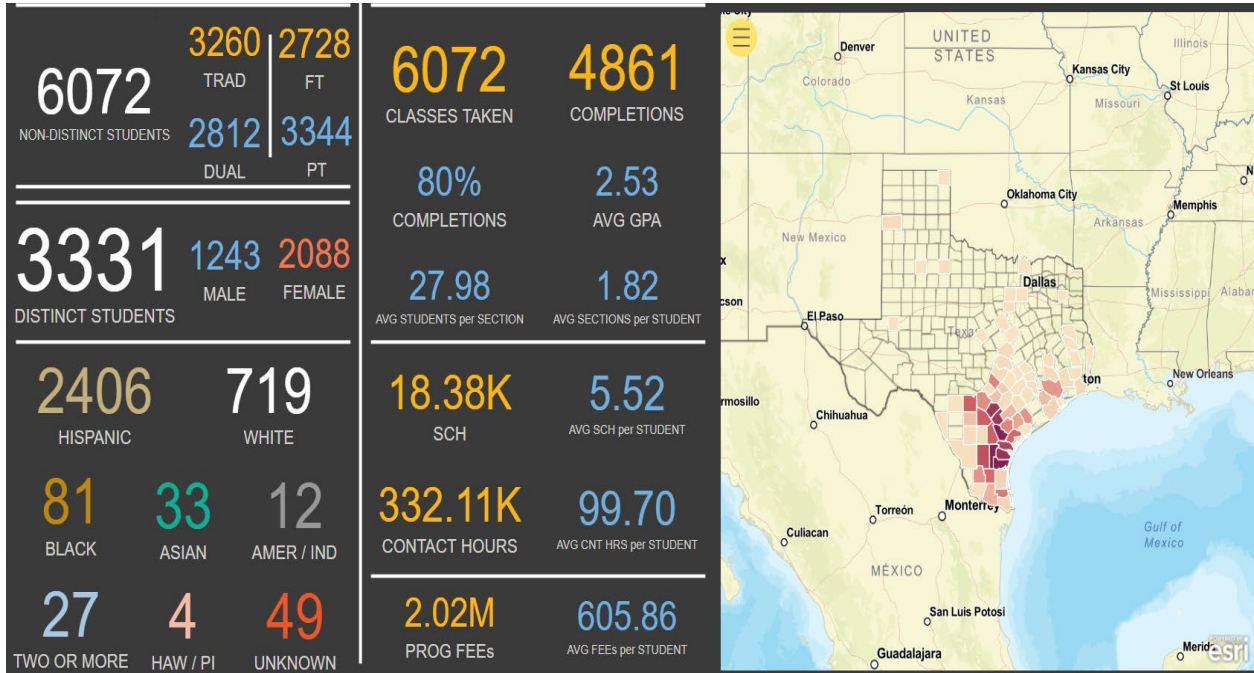 6072
NON-DISTINCT STUDENTS
3260
TRAD
2728
FT
2812
DUAL
3344
PT
3331
DISTINCT STUDENTS
1243
MALE
2088
FEMALE
2406
HISPANIC
719
WHITE
81
BLACK
33
ASIAN
12
AMER / IND
27
TWO OR MORE
4
HAW / PI
49
UNKNOWN
6072
CLASSES TAKEN
4861
COMPLETIONS
80%
COMPLETIONS
2.53
AVG GPA
27.98
AVG STUDENTS per SECTION
1.82
AVG SECTIONS per STUDENT
18.38K
SCH
5.52
AVG SCH per STUDENT
332.11K
CONTACT HOURS
99.70
AVG CNT HRS per STUDENT
2.02M
PROG FEEs
605.86
AVG FEEs per STUDENT
UNITED
STATES
Illinois
Denver
Kansas City
Colorado
St Louis
Kansas
Missouri
Oklahoma City
Memphis
Arkansas
New Mexico
Dallas
Mississippi
Alabar
cson
El Paso
Texas
New Orleans
ton
rmosillo
Chihuahua
Torreón
Monterrey
Culiacan
Gulf of
Mexico
MÉXICO
San Luis Potosi
Guadalajara
Merida
esri